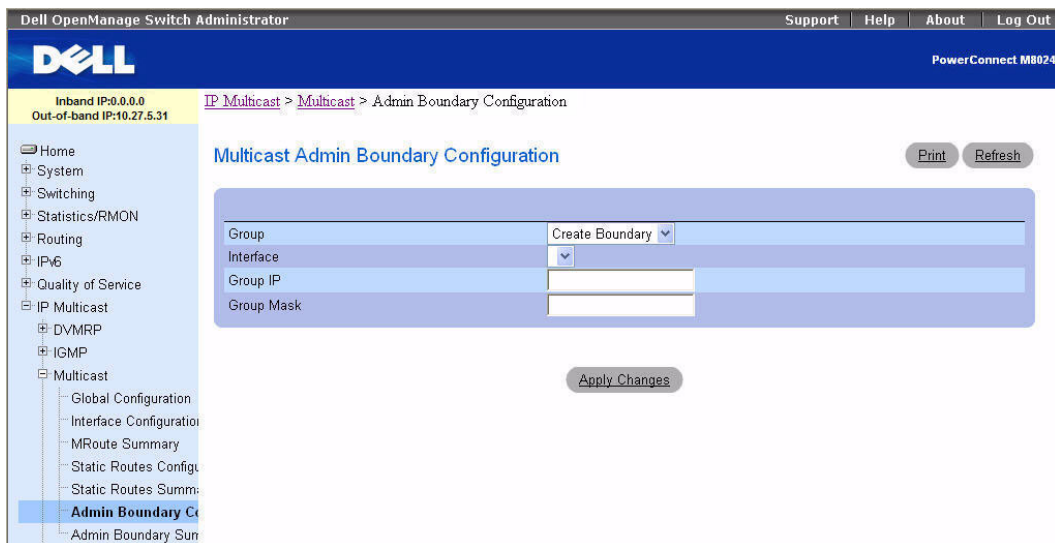 Dell OpenManage Switch Administrator
Support Help About Log Out
DELL
PowerConnect M8024
Inband IP:0.0.0.0
Out-of-band IP:10.27.5.31
IP Multicast > Multicast > Admin Boundary Configuration
Home
System
Switching
Statistics/RMON
Routing
IPv6
Quality of Service
IP Multicast
DVMRP
IGMP
Multicast
Global Configuration
Interface Configuration
MRoute Summary
Static Routes Configu
Static Routes Summa
Admin Boundary Co
Admin Boundary Sum
Multicast Admin Boundary Configuration
Print Refresh
Group Create Boundary
Interface
Group IP
Group Mask
Apply Changes